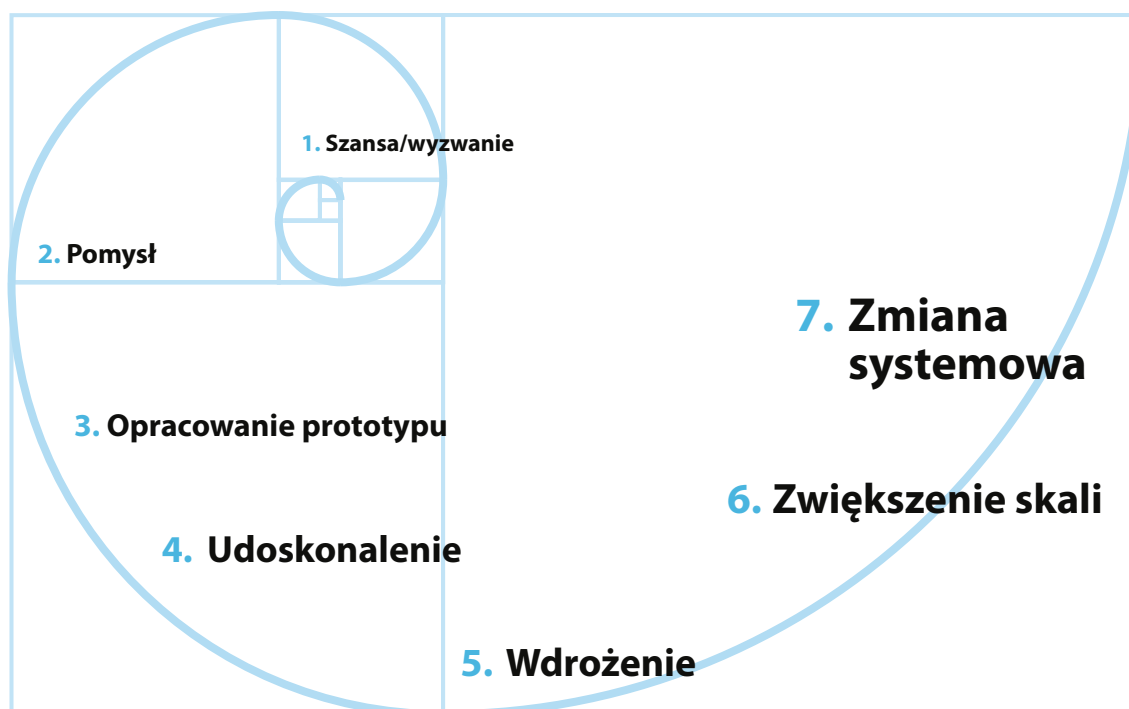 1. Szansa/wyzwanie
2. Pomysł
3. Opracowanie prototypu
4. Udoskonalenie
5. Wdrożenie
6. Zwiększenie skali
7. Zmiana
systemowa